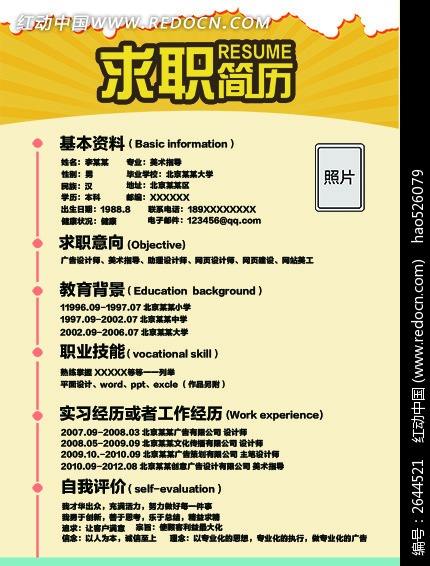 红动中国 WWW.REDOCN.COM
求职简历
RESUME
基本资料 ( Basic information )
姓名：李某某 专业：美术指导
性别：男 毕业学校：北京某某大学
民族：汉 地址：北京某某区
学历：本科 邮编：XXXXXX
出生日期：1988.8 联系电话：189XXXXXXXX
健康状况：健康 电子邮件：123456@qq.com
照片
求职意向 (Objective)
广告设计师、美术指导、助理设计师、网页设计师、网页建设、网站美工
教育背景 ( Education background )
11996.09-1997.07 北京某某小学
1997.09-2002.07 北京某某中学
2002.09-2006.07 北京某某大学
职业技能 ( vocational skill )
熟练掌握 XXXXX等等一一列举
平面设计、word、ppt、excle（ 作品另附 ）
实习经历或者工作经历 (Work experience)
2007.09-2008.03 北京某某广告有限公司 设计师
2008.05-2009.09 北京某某文化传播有限公司 设计师
2009.10.-2010.09 北京某某广告策划有限公司 主笔设计师
2010.09-2012.08 北京某某创意广告设计有限公司 美术指导
自我评价 ( self-evaluation )
我才华出众，充满活力，努力做好每一件事
我勇于创新，善于思考，乐于总结，精益求精
追求：让客户满意 宗旨：使顾客利益最大化
信念：以人为本，诚信至上 理念：以专业化的思想，专业化的执行，做专业化的广告
编号：2644521 红动中国 (www.redocn.com) hao526079